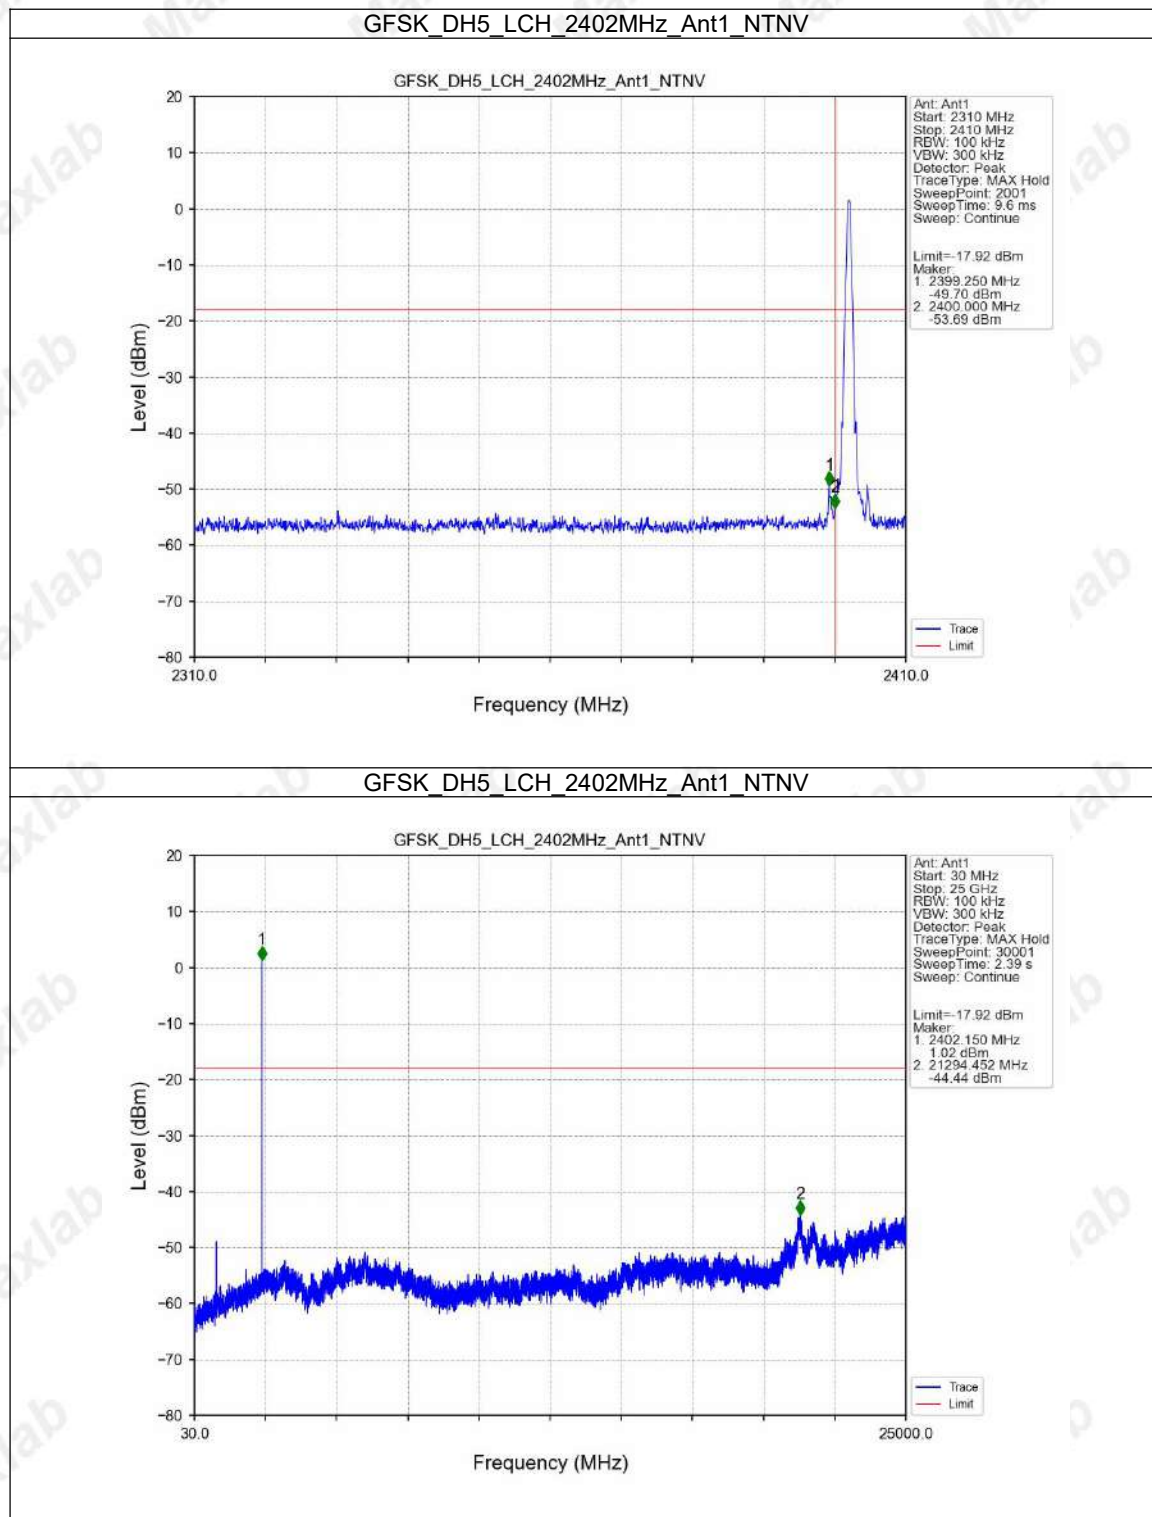 GFSK_DH5_LCH_2402MHz_Ant1_NTNV
GFSK_DH5_LCH_2402MHz_Ant1_NTNV
20
10
0
−10
−20
−30
−40
−50
−60
−70
−80
Level (dBm)
1
2
2310.0
2410.0
Frequency (MHz)
Ant: Ant1
Start: 2310 MHz
Stop: 2410 MHz
RBW: 100 kHz
VBW: 300 kHz
Detector: Peak
TraceType: MAX Hold
SweepPoint: 2001
SweepTime: 9.6 ms
Sweep: Continue
Limit=-17.92 dBm
Maker:
1. 2399.250 MHz
-49.70 dBm
2. 2400.000 MHz
-53.69 dBm
Trace
Limit
GFSK_DH5_LCH_2402MHz_Ant1_NTNV
GFSK_DH5_LCH_2402MHz_Ant1_NTNV
20
10
0
−10
−20
−30
−40
−50
−60
−70
−80
Level (dBm)
1
2
30.0
25000.0
Frequency (MHz)
Ant: Ant1
Start: 30 MHz
Stop: 25 GHz
RBW: 100 kHz
VBW: 300 kHz
Detector: Peak
TraceType: MAX Hold
SweepPoint: 30001
SweepTime: 2.39 s
Sweep: Continue
Limit=-17.92 dBm
Maker:
1. 2402.150 MHz
1.02 dBm
2. 21294.452 MHz
-44.44 dBm
Trace
Limit